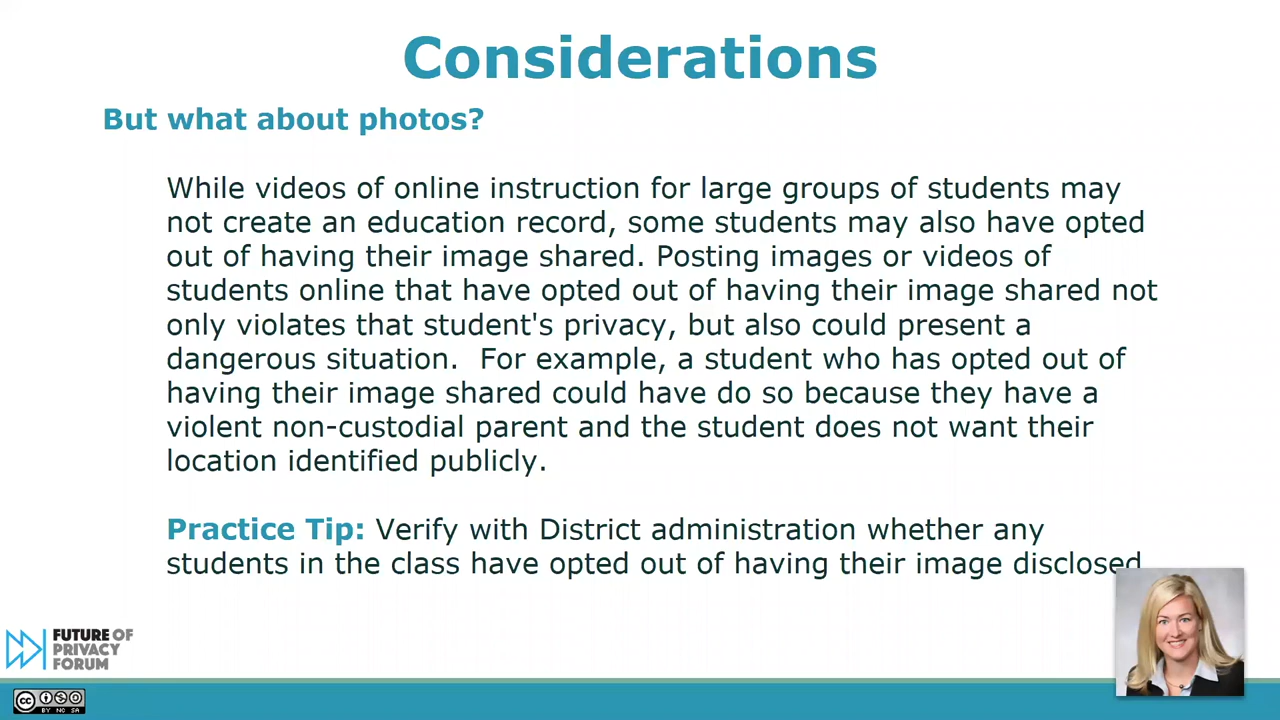 Considerations
But what about photos?
While videos of online instruction for large groups of students may
not create an education record, some students may also have opted
out of having their image shared. Posting images or videos of
students online that have opted out of having their image shared not
only violates that student's privacy, but also could present a
dangerous situation.  For example, a student who has opted out of
having their image shared could have do so because they have a
violent non-custodial parent and the student does not want their
location identified publicly.
Practice Tip: Verify with District administration whether any
students in the class have opted out of having their image disclosed
FUTURE OF
PRIVACY
FORUM
cc
BY NC SA